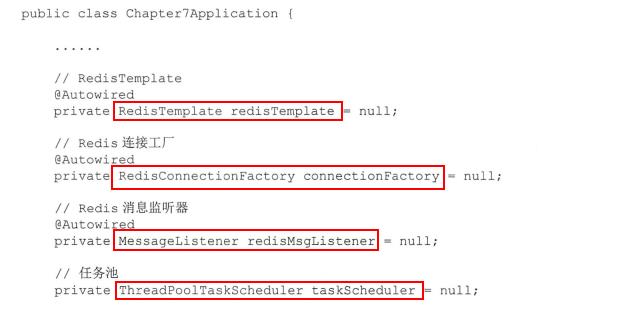 public class Chapter7Application {
......
// RedisTemplate
@Autowired
private RedisTemplate redisTemplate = null;
// Redis 连接工厂
@Autowired
private RedisConnectionFactory connectionFactory = null;
// Redis 消息监听器
@Autowired
private MessageListener redisMsgListener = null;
// 任务池
private ThreadPoolTaskScheduler taskScheduler = null;